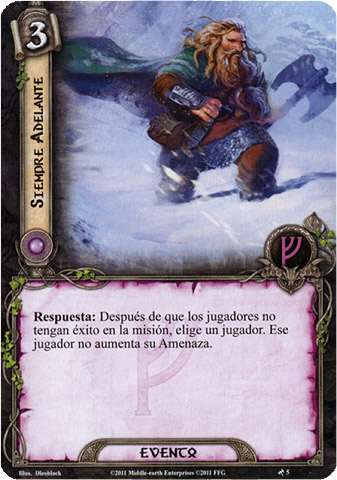 3
SIEMPRE ADELANTE
Respuesta: Después de que los jugadores no
tengan éxito en la misión, elige un jugador. Ese
jugador no aumenta su Amenaza.
EVENTO
Illus. Dleoblack
©2011 Middle-earth Enterprises ©2011 FFG
5